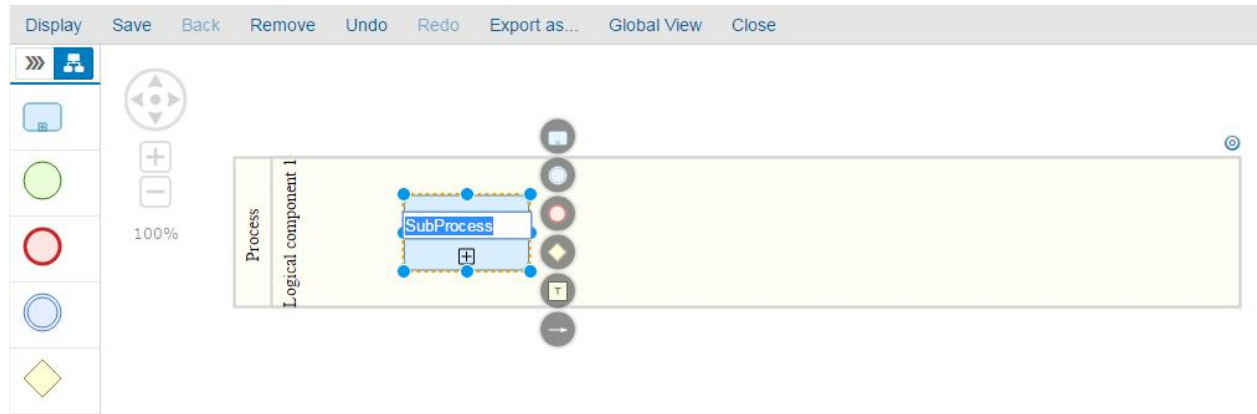 Display Save Back Remove Undo Redo Export as... Global View Close
100%
Process
Logical component 1
SubProcess
T